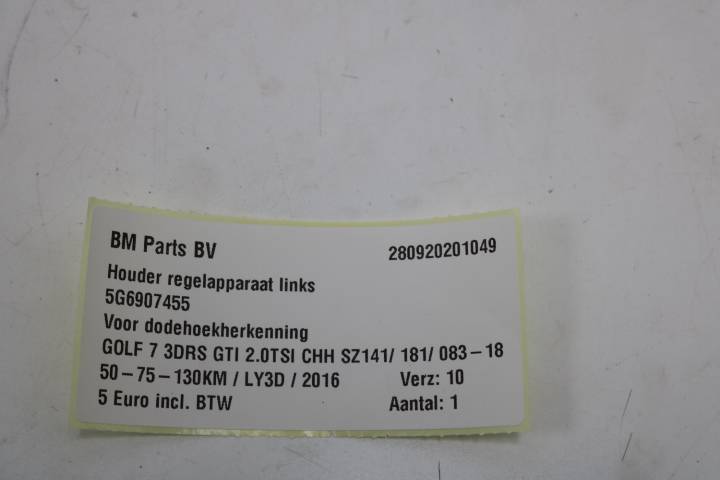 BM Parts BV 280920201049
Houder regelapparaat links
5G6907455
Voor dodehoekherkenning
GOLF 7 3DRS GTI 2.0TSI CHH SZ141/ 181/ 083-18
50-75-130KM / LY3D / 2016 Verz: 10
5 Euro incl. BTW Aantal: 1